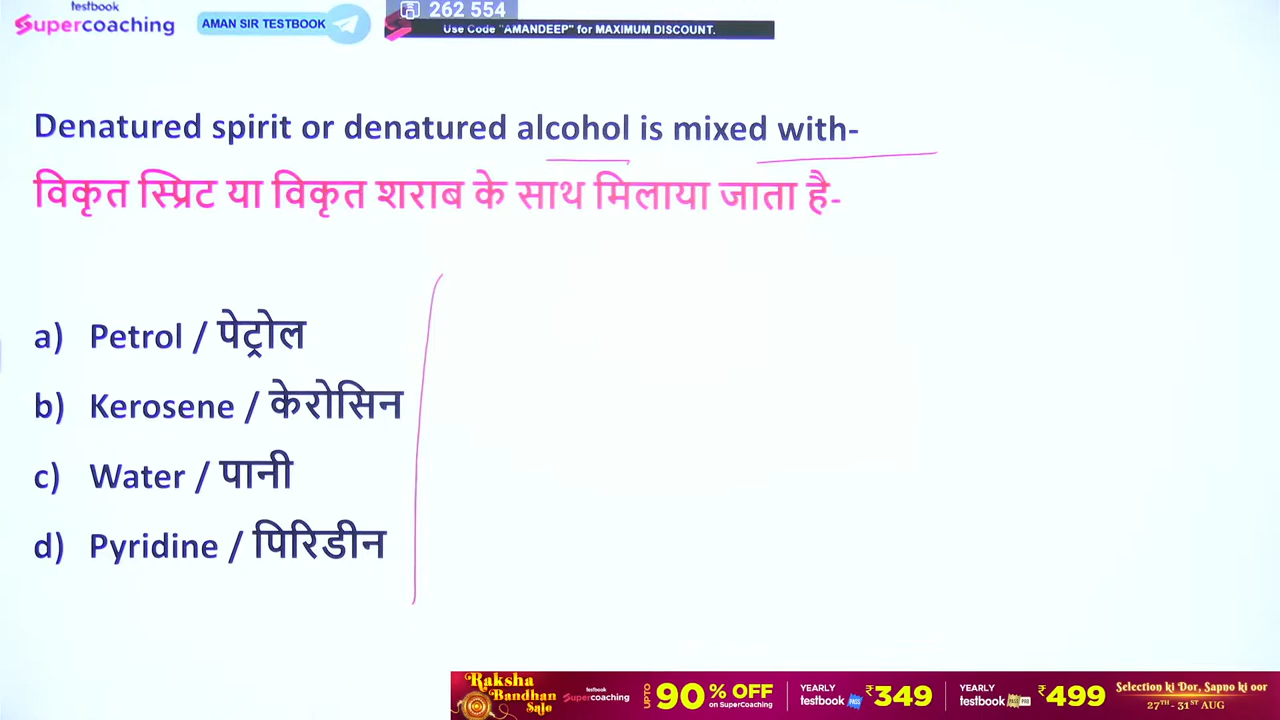 testbook
Supercoaching
AMAN SIR TESTBOOK
262 554
Use Code "AMANDEEP" for MAXIMUM DISCOUNT.
Denatured spirit or denatured alcohol is mixed with-
विकृत स्प्रिट या विकृत शराब के साथ मिलाया जाता है-
a) Petrol / पेट्रोल
b) Kerosene / केरोसिन
c) Water / पानी
d) Pyridine / पिरिडीन
Raksha Bandhan Sale
testbook Supercoaching
UPTO 90% OFF on SuperCoaching
YEARLY testbook PASS ₹349
YEARLY testbook PASS PRO ₹499
Selection ki Dor, Sapno ki oor
27TH - 31ST AUG